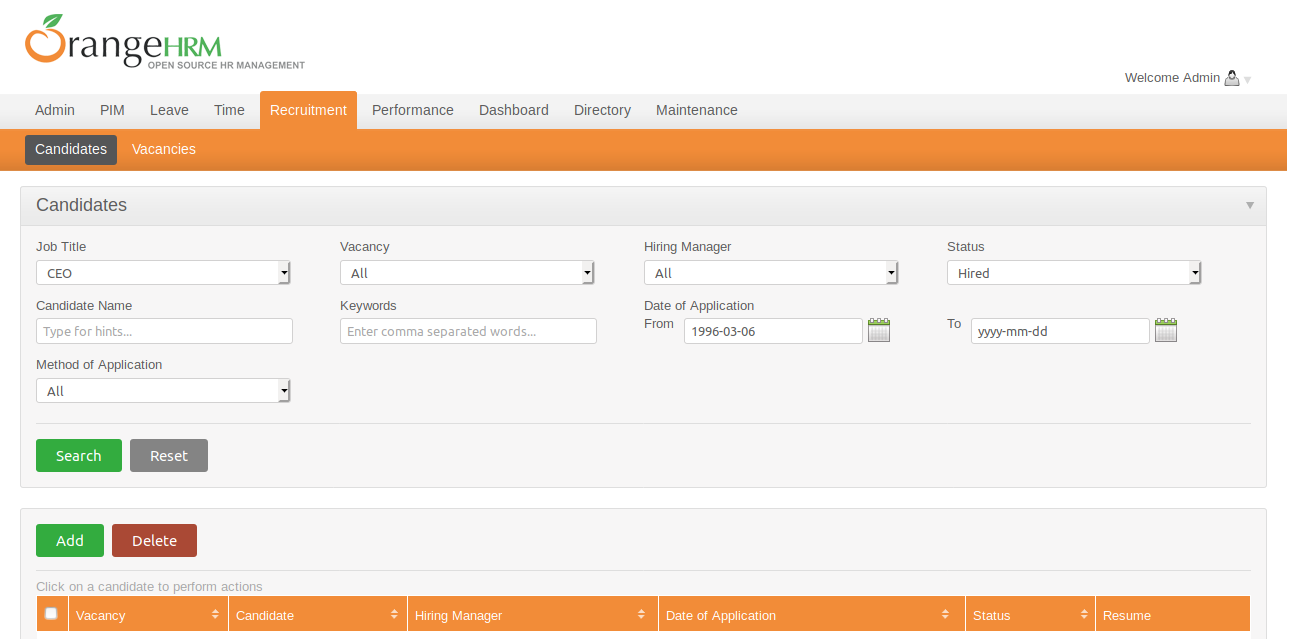 OrangeHRM
OPEN SOURCE HR MANAGEMENT
Welcome Admin
Admin PIM Leave Time Recruitment Performance Dashboard Directory Maintenance
Candidates Vacancies
Candidates
Job Title Vacancy Hiring Manager Status
CEO All All Hired
Candidate Name Keywords Date of Application
Type for hints... Enter comma separated words... From 1996-03-06 To yyyy-mm-dd
Method of Application
All
Search Reset
Add Delete
Click on a candidate to perform actions
Vacancy Candidate Hiring Manager Date of Application Status Resume